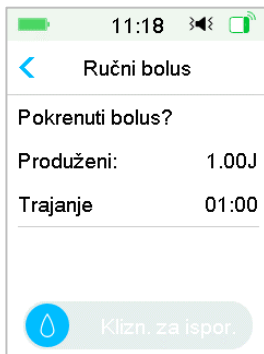 11:18
Ručni bolus
Pokrenuti bolus?
Produženi: 1.00J
Trajanje 01:00
Klizn. za ispor.